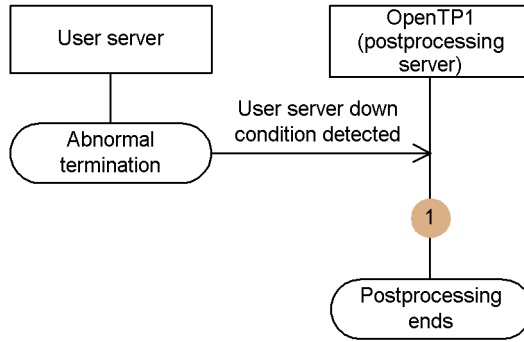 User server
OpenTP1
(postprocessing
server)
User server down
condition detected
Abnormal
termination
1
Postprocessing
ends